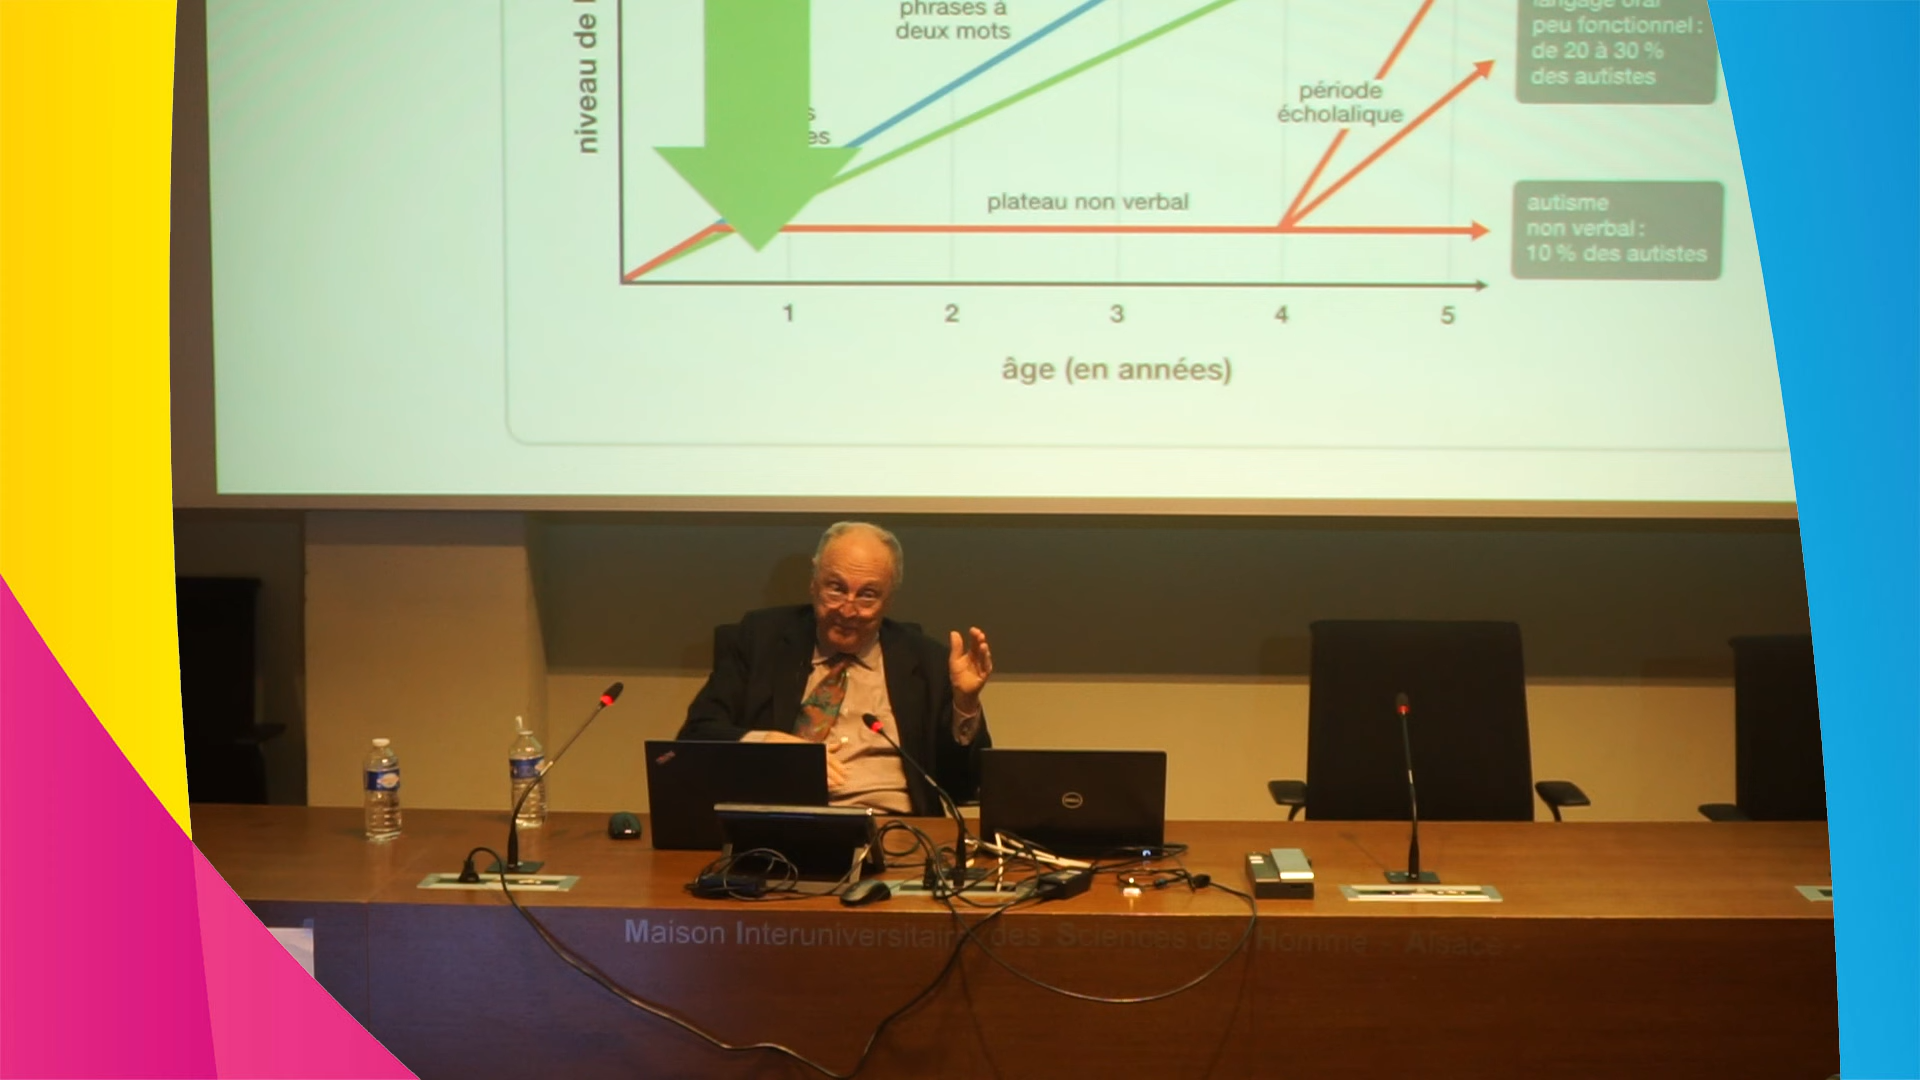 niveau de
phrases à
deux mots
s
es
langage oral
peu fonctionnel :
de 20 à 30 %
des autistes
période
écholalique
plateau non verbal
autisme
non verbal :
10 % des autistes
1 2 3 4 5
âge (en années)
DELL
Maison Interuniversitaire des Sciences de l'Homme - Alsace -